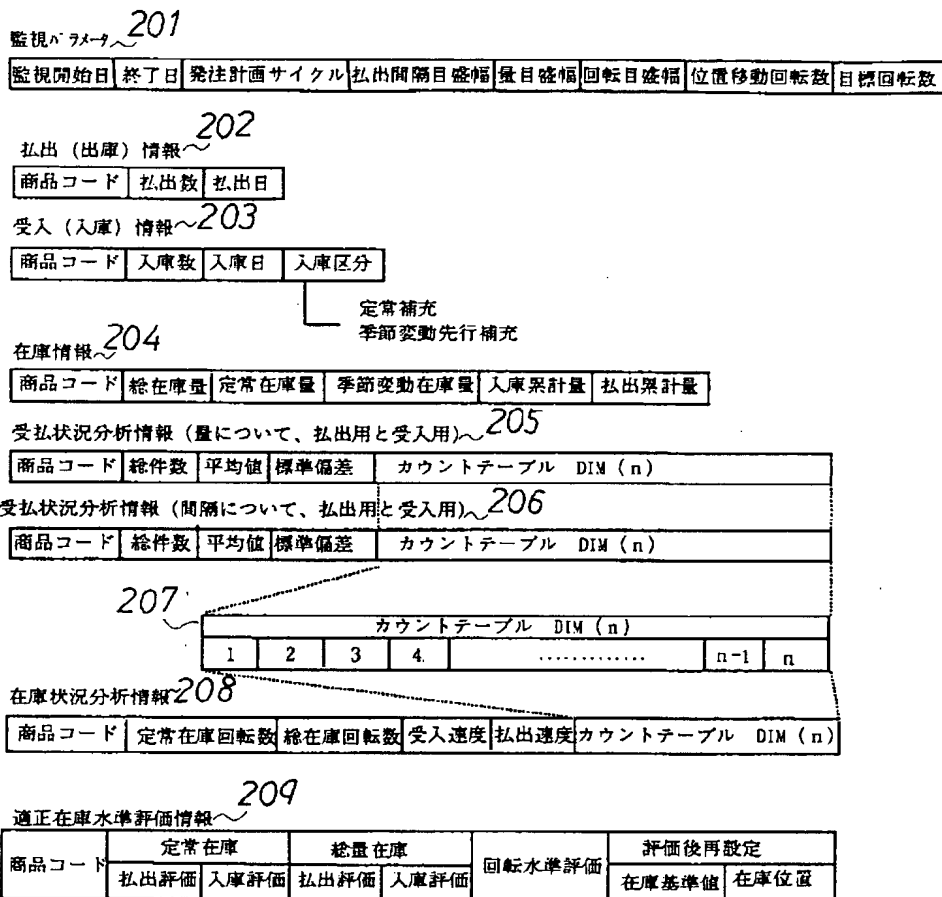 監視パラメータ 201
監視開始日 終了日 発注計画サイクル 払出間隔目盛幅 量目盛幅 回転目盛幅 位置移動回転数 目標回転数
払出（出庫）情報 202
商品コード 払出数 払出日
受入（入庫）情報 203
商品コード 入庫数 入庫日 入庫区分
定常補充
季節変動先行補充
在庫情報 204
商品コード 総在庫量 定常在庫量 季節変動在庫量 入庫累計量 払出累計量
受払状況分析情報（量について、払出用と受入用） 205
商品コード 総件数 平均値 標準偏差 カウントテーブル DIM（n）
受払状況分析情報（間隔について、払出用と受入用） 206
商品コード 総件数 平均値 標準偏差 カウントテーブル DIM（n）
207
カウントテーブル DIM（n）
1 2 3 4. ............. n-1 n
在庫状況分析情報 208
商品コード 定常在庫回転数 総在庫回転数 受入速度 払出速度 カウントテーブル DIM（n）
適正在庫水準評価情報 209
商品コード 定常在庫 総量在庫 回転水準評価 評価後再設定
払出評価 入庫評価 払出評価 入庫評価 在庫基準値 在庫位置